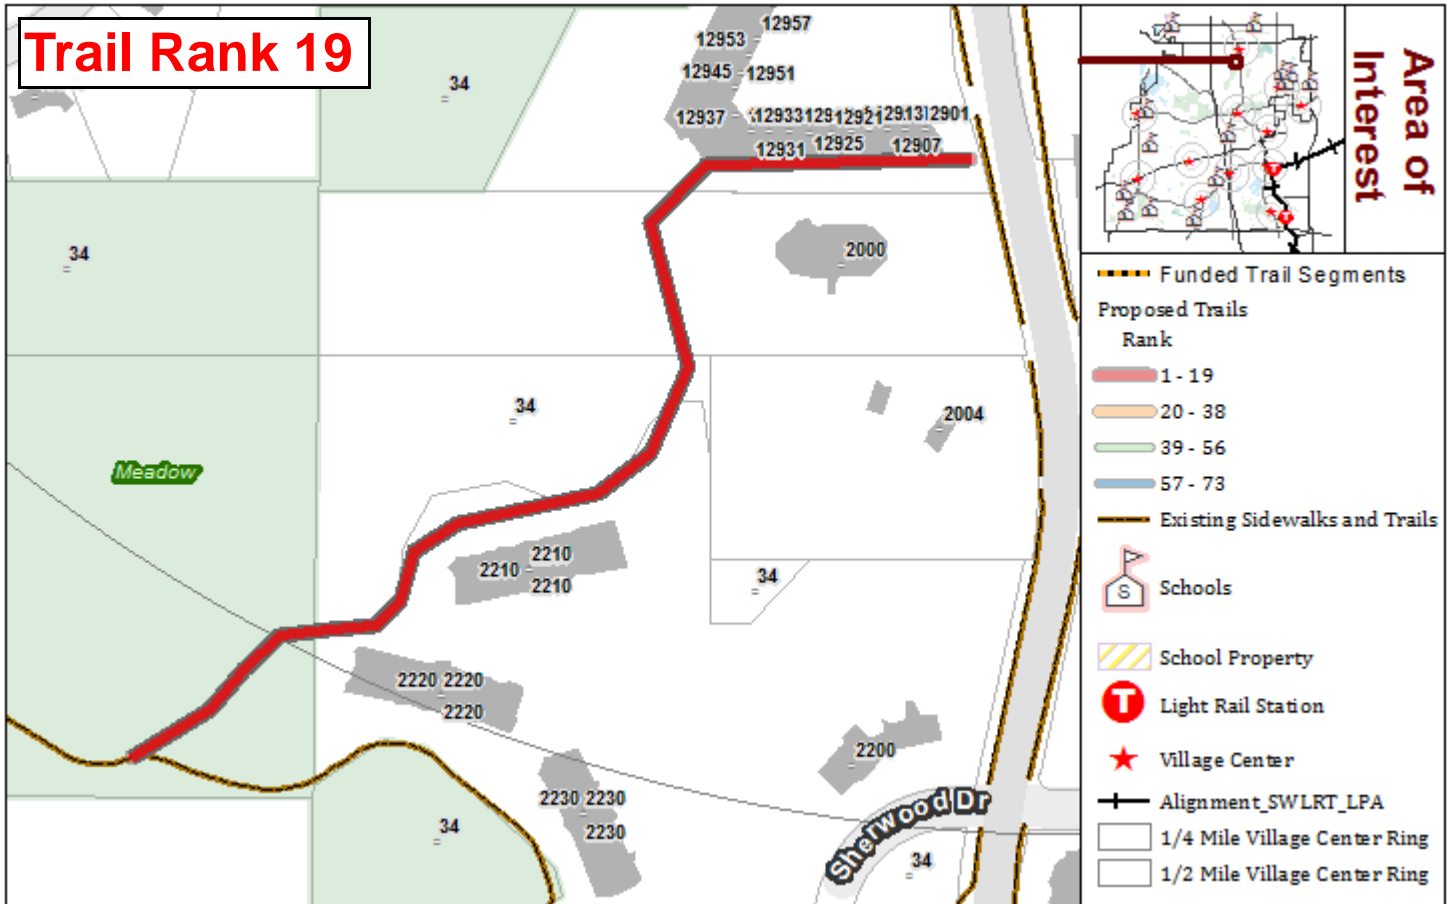 Trail Rank 19
12957
12953
34
12945
12951
12937
12933
12921
12901
12931
12925
12907
34
2000
34
2004
Meadow
2210
2210
2210
34
2220 2220
2220
2200
2230 2230
2230
34
Sherwood Dr
34
Area of
Interest
T
T
Funded Trail Segments
Proposed Trails
Rank
1 - 19
20 - 38
39 - 56
57 - 73
Existing Sidewalks and Trails
S
Schools
School Property
T
Light Rail Station
Village Center
Alignment_SWLRT_LPA
1/4 Mile Village Center Ring
1/2 Mile Village Center Ring